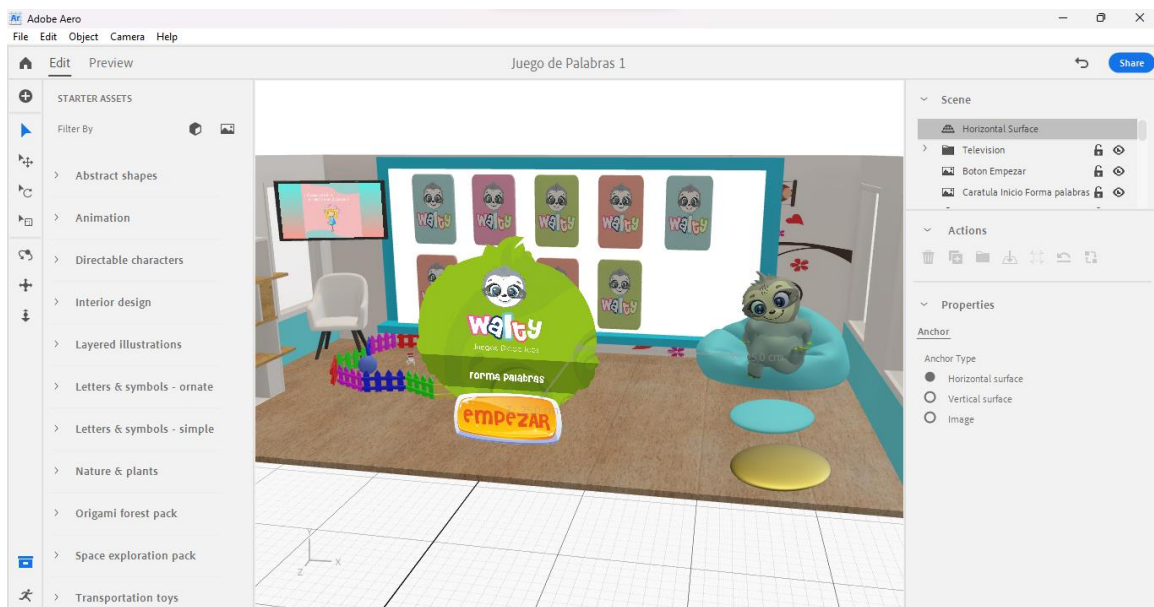 Ar Adobe Aero
File Edit Object Camera Help
Edit Preview
Juego de Palabras 1
Share
STARTER ASSETS
Filter By
Abstract shapes
Animation
Directable characters
Interior design
Layered illustrations
Letters & symbols - ornate
Letters & symbols - simple
Nature & plants
Origami forest pack
Space exploration pack
Transportation toys
walty
walty
walty
walty
walty
walty
walty
Juegos Didácticos
Forma palabras
EMPEZAR
Y
X
Z
Scene
Horizontal Surface
Television
Boton Empezar
Caratula Inicio Forma palabras
Actions
Properties
Anchor
Anchor Type
Horizontal surface
Vertical surface
Image